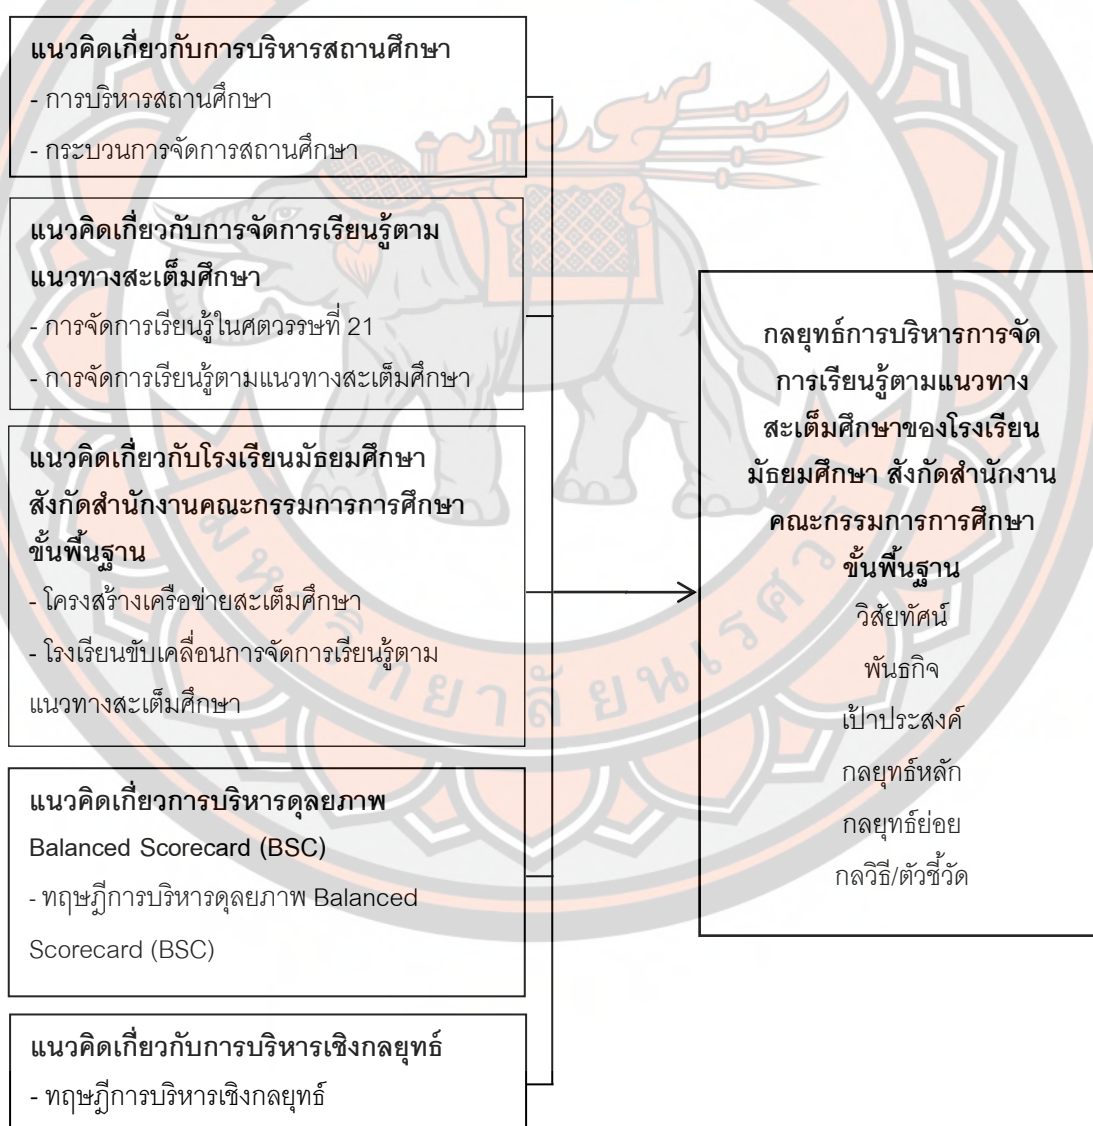 แนวคิดเกี่ยวกับการบริหารสถานศึกษา
- การบริหารสถานศึกษา
- กระบวนการจัดการสถานศึกษา
แนวคิดเกี่ยวกับการจัดการเรียนรู้ตาม
แนวทางสะเต็มศึกษา
- การจัดการเรียนรู้ในศตวรรษที่ 21
- การจัดการเรียนรู้ตามแนวทางสะเต็มศึกษา
แนวคิดเกี่ยวกับโรงเรียนมัธยมศึกษา
สังกัดสำนักงานคณะกรรมการการศึกษา
ขั้นพื้นฐาน
- โครงสร้างเครือข่ายสะเต็มศึกษา
- โรงเรียนขับเคลื่อนการจัดการเรียนรู้ตาม
แนวทางสะเต็มศึกษา
แนวคิดเกี่ยวการบริหารดุลยภาพ
Balanced Scorecard (BSC)
- ทฤษฎีการบริหารดุลยภาพ Balanced
Scorecard (BSC)
แนวคิดเกี่ยวกับการบริหารเชิงกลยุทธ์
- ทฤษฎีการบริหารเชิงกลยุทธ์
กลยุทธ์การบริหารการจัด
การเรียนรู้ตามแนวทาง
สะเต็มศึกษาของโรงเรียน
มัธยมศึกษา สังกัดสำนักงาน
คณะกรรมการการศึกษา
ขั้นพื้นฐาน
วิสัยทัศน์
พันธกิจ
เป้าประสงค์
กลยุทธ์หลัก
กลยุทธ์ย่อย
กลวิธี/ตัวชี้วัด
มหาวิทยาลัยนเรศวร